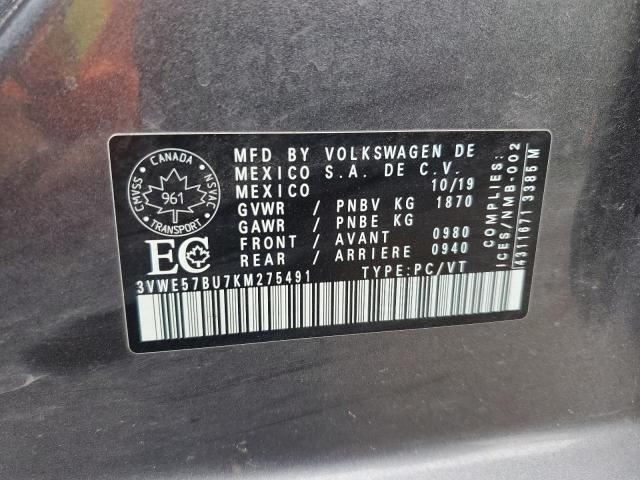 CANADA
961
TRANSPORT
CMVSS
NSVAC
EC
MFD BY VOLKSWAGEN DE
MEXICO S.A. DE C.V.
MEXICO 10/19
GVWR / PNBV KG 1870
GAWR / PNBE KG
FRONT / AVANT 0980
REAR / ARRIERE 0940
3VWE57BU7KM275491 TYPE:PC/VT
COMPLIES:
ICES/NMB-002
4311671 3385 M